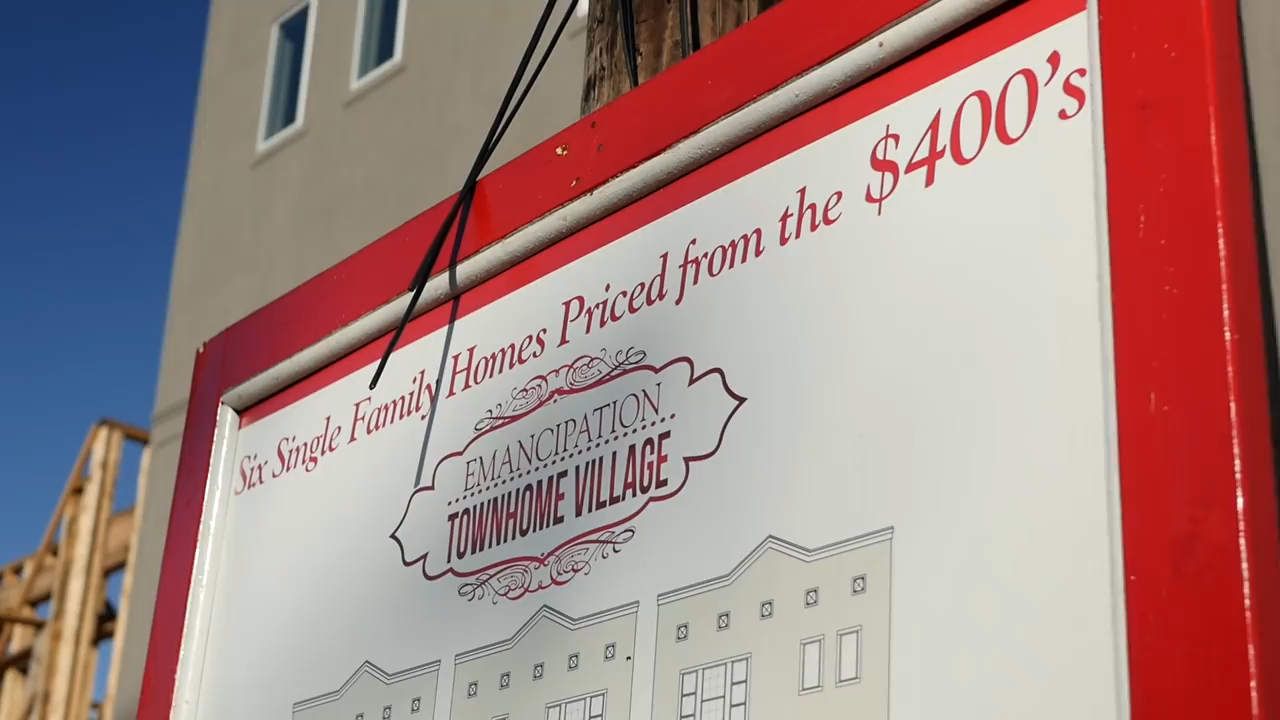 Six Single Family Homes Priced from the $400's
EMANCIPATION
TOWNHOME VILLAGE